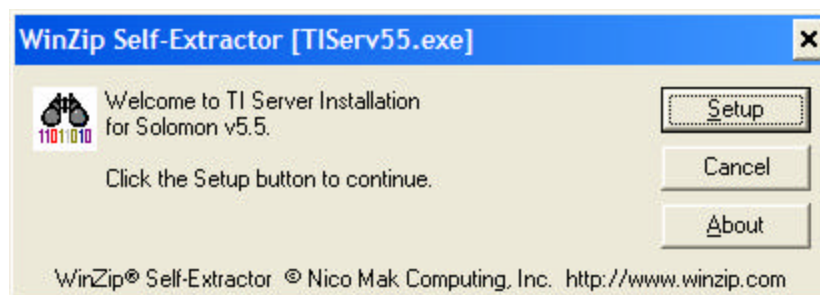 WinZip Self-Extractor [TIServ55.exe]
Welcome to TI Server Installation
for Solomon v5.5.
Click the Setup button to continue.
Setup
Cancel
About
11011010
WinZip® Self-Extractor © Nico Mak Computing, Inc. http://www.winzip.com